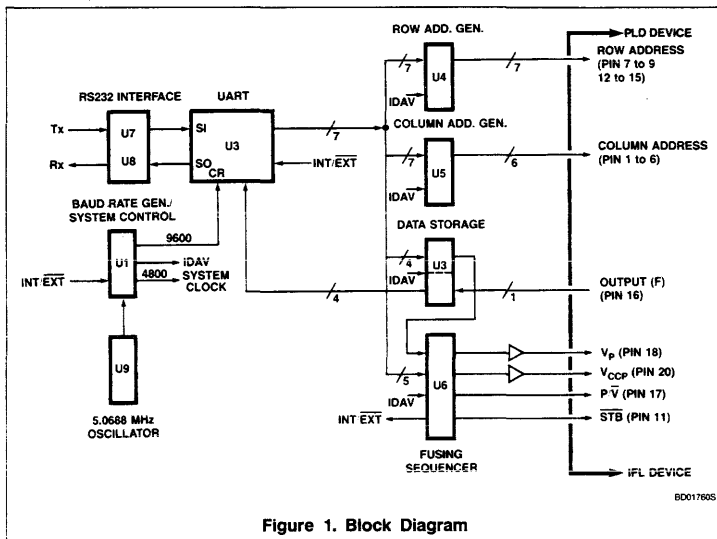 ROW ADD. GEN.
PLD DEVICE
ROW ADDRESS
(PIN 7 to 9
12 to 15)
7
U4
7
IDAV
RS232 INTERFACE
UART
Tx
U7
SI
U3
7
COLUMN ADD. GEN.
Rx
U8
SO
CR
INT/EXT
7
U5
6
COLUMN ADDRESS
(PIN 1 to 6)
IDAV
BAUD RATE GEN./
SYSTEM CONTROL
DATA STORAGE
9600
U1
iDAV
4800
SYSTEM
CLOCK
INT/EXT
4
U3
IDAV
4
1
OUTPUT (F)
(PIN 16)
U9
5.0688 MHz
OSCILLATOR
5
U6
IDAV
INT EXT
VP (PIN 18)
VCCP (PIN 20)
P/V (PIN 17)
STB (PIN 11)
FUSING
SEQUENCER
iFL DEVICE
BD01760S
Figure 1. Block Diagram